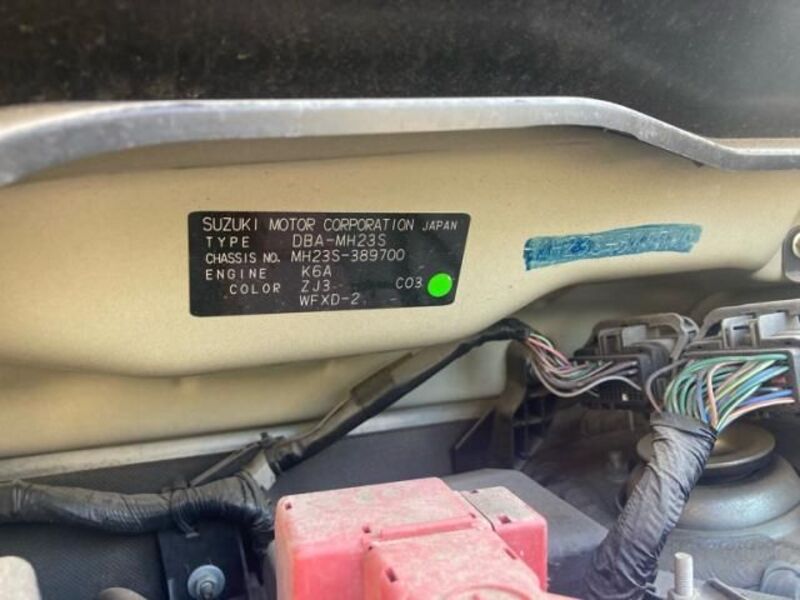 SUZUKI MOTOR CORPORATION JAPAN
TYPE DBA-MH23S
CHASSIS NO. MH23S-389700
ENGINE K6A
COLOR ZJ3 C03
WFXD-2